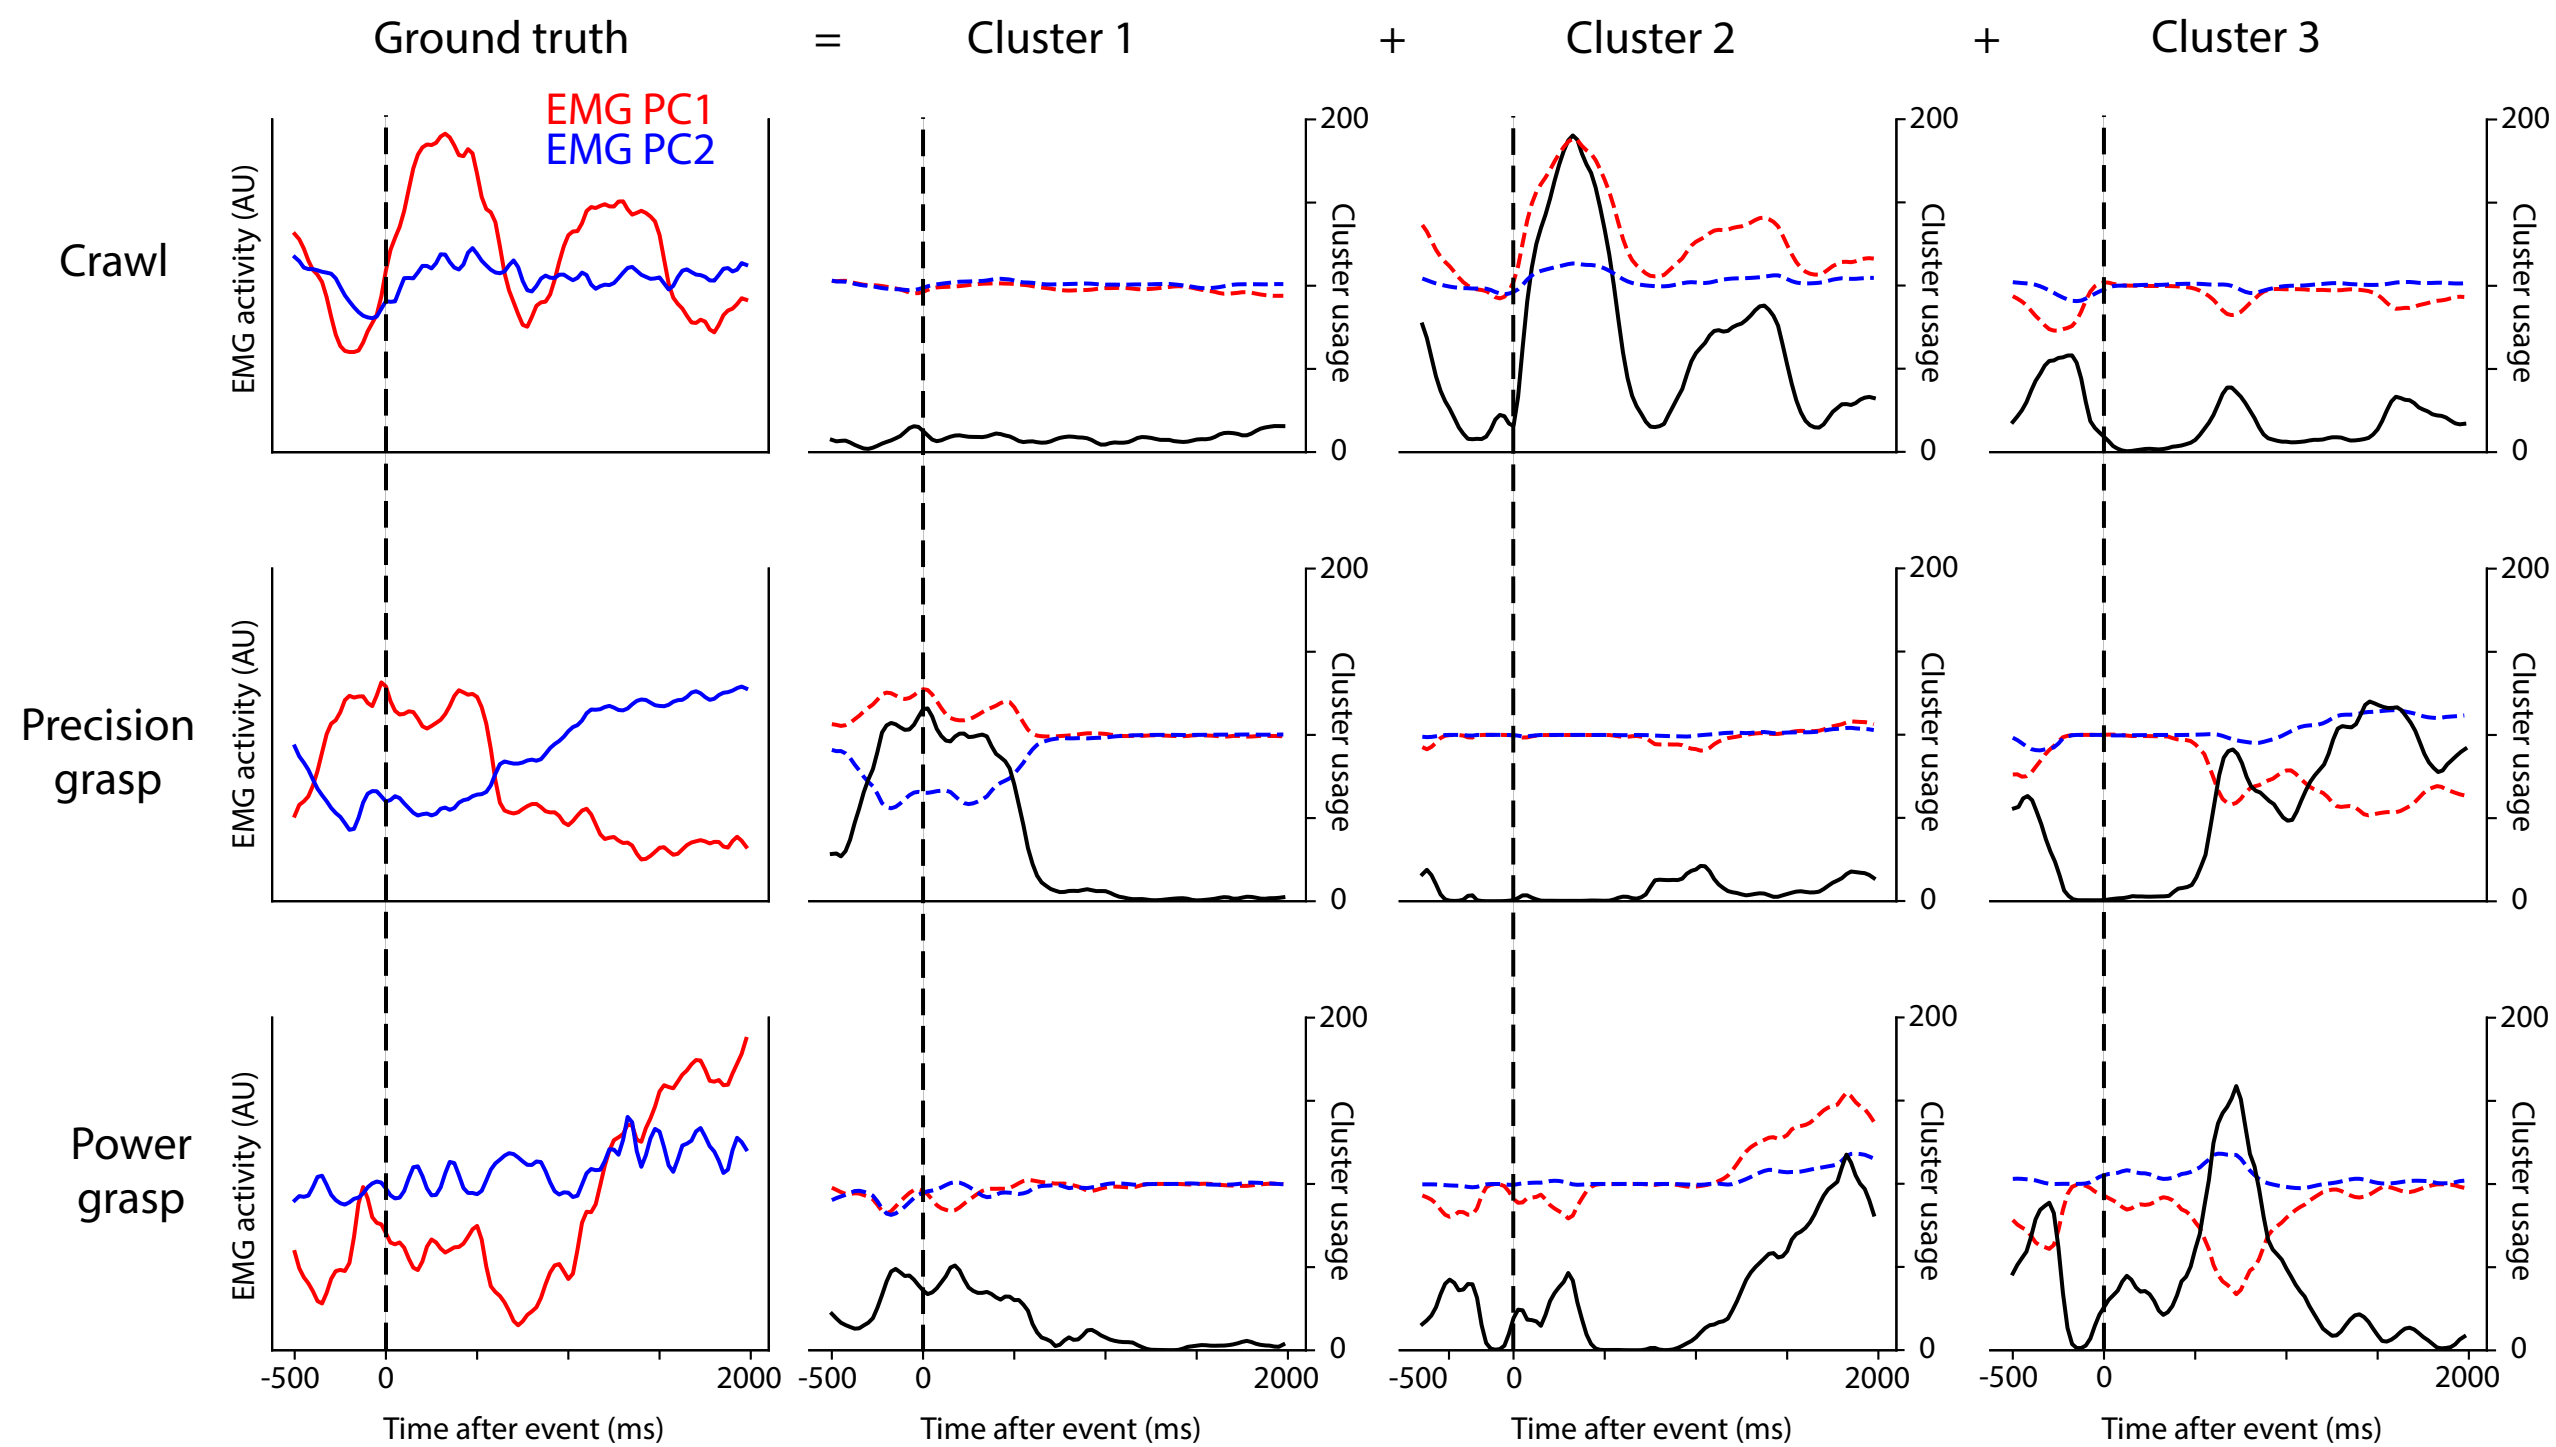 Ground truth = Cluster 1 + Cluster 2 + Cluster 3
EMG PC1
EMG PC2
Crawl
EMG activity (AU)
200
Cluster usage
0
200
Cluster usage
0
200
Cluster usage
0
Precision
grasp
EMG activity (AU)
200
Cluster usage
0
200
Cluster usage
0
200
Cluster usage
0
Power
grasp
EMG activity (AU)
200
Cluster usage
0
200
Cluster usage
0
200
Cluster usage
0
-500 0 2000
-500 0 2000
-500 0 2000
-500 0 2000
Time after event (ms)
Time after event (ms)
Time after event (ms)
Time after event (ms)